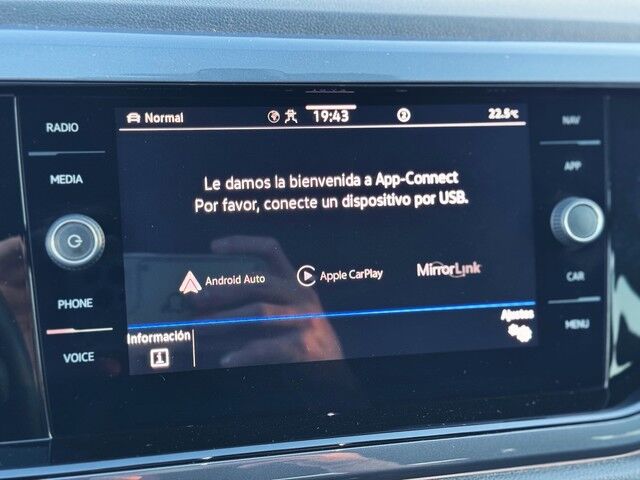 RADIO
MEDIA
PHONE
VOICE
Normal
19:43
22.5°C
Le damos la bienvenida a App-Connect
Por favor, conecte un dispositivo por USB.
Android Auto
Apple CarPlay
MirrorLink
Información
Ajustes
NAV
APP
CAR
MENU